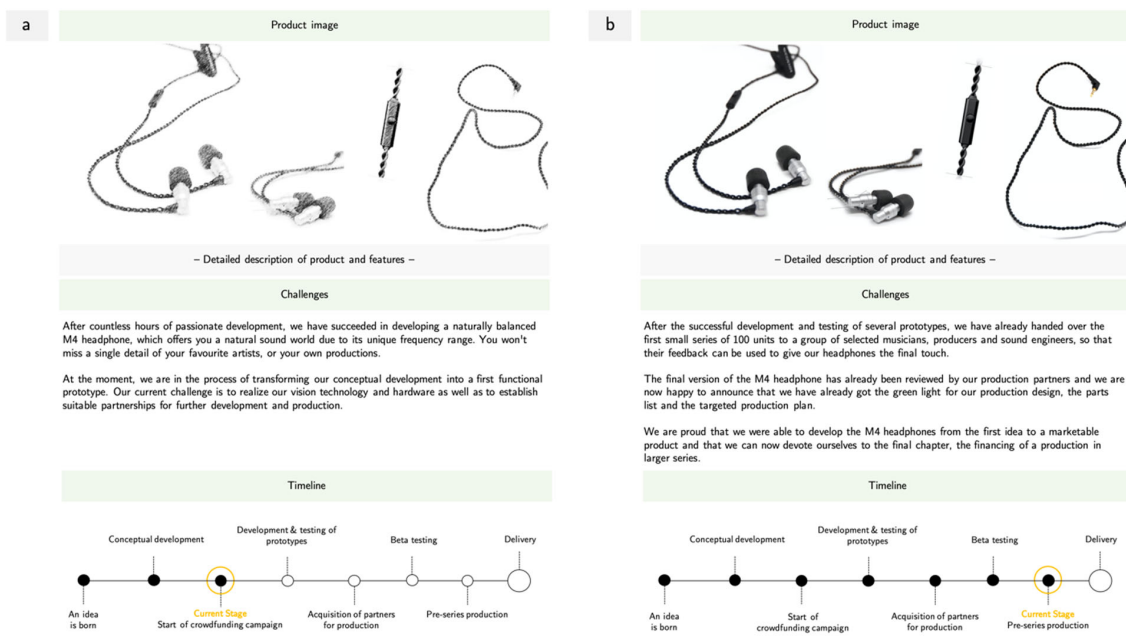 a
Product image
– Detailed description of product and features –
Challenges
After countless hours of passionate development, we have succeeded in developing a naturally balanced
M4 headphone, which offers you a natural sound world due to its unique frequency range. You won't
miss a single detail of your favourite artists, or your own productions.
At the moment, we are in the process of transforming our conceptual development into a first functional
prototype. Our current challenge is to realize our vision technology and hardware as well as to establish
suitable partnerships for further development and production.
Timeline
Conceptual development
Development & testing of
prototypes
Beta testing
Delivery
An idea
is born
Current Stage
Start of crowdfunding campaign
Acquisition of partners
for production
Pre-series production
b
Product image
– Detailed description of product and features –
Challenges
After the successful development and testing of several prototypes, we have already handed over the
first small series of 100 units to a group of selected musicians, producers and sound engineers, so that
their feedback can be used to give our headphones the final touch.
The final version of the M4 headphone has already been reviewed by our production partners and we are
now happy to announce that we have already got the green light for our production design, the parts
list and the targeted production plan.
We are proud that we were able to develop the M4 headphones from the first idea to a marketable
product and that we can now devote ourselves to the final chapter, the financing of a production in
larger series.
Timeline
Conceptual development
Development & testing of
prototypes
Beta testing
Delivery
An idea
is born
Start of
crowdfunding campaign
Acquisition of partners
for production
Current Stage
Pre-series production